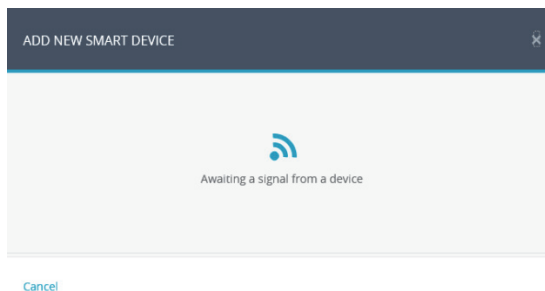 ADD NEW SMART DEVICE
Awaiting a signal from a device
Cancel